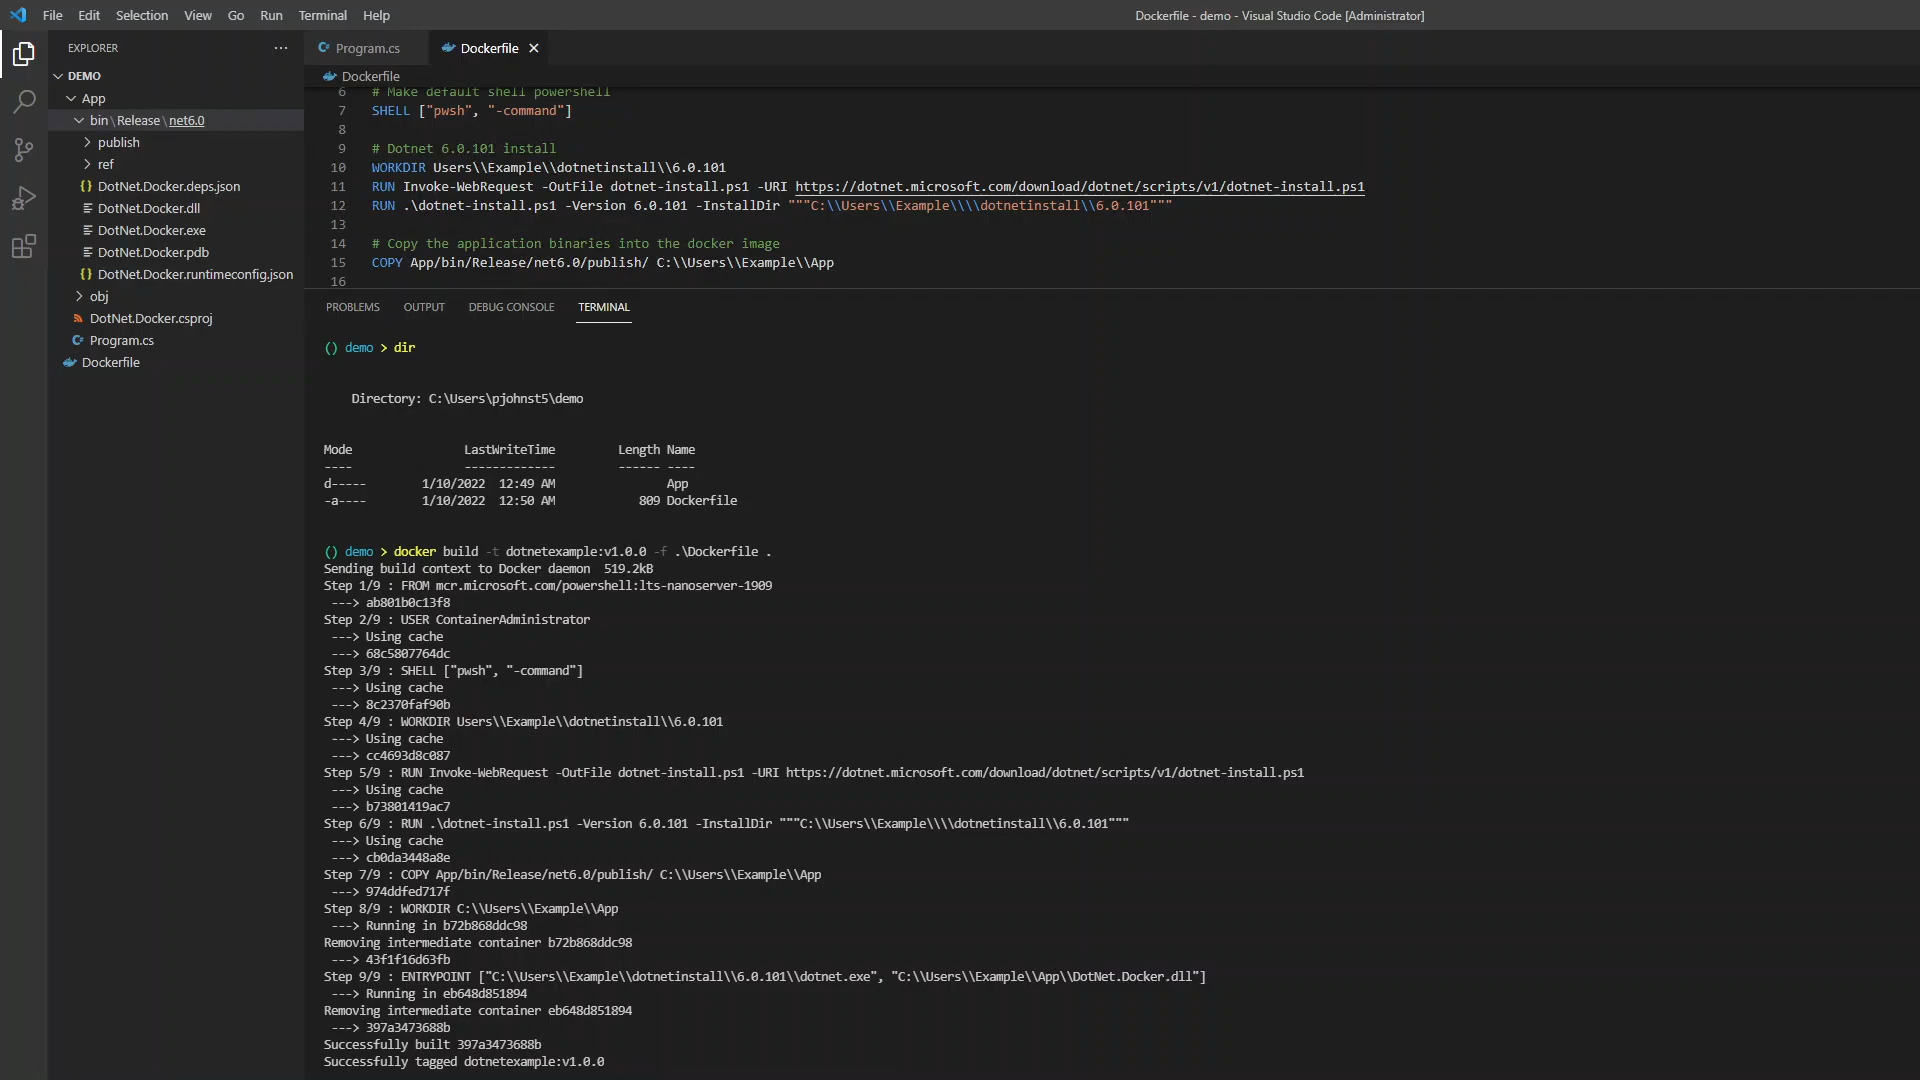 File Edit Selection View Go Run Terminal Help
Dockerfile - demo - Visual Studio Code [Administrator]
EXPLORER ···
DEMO
App
bin\Release\net6.0
publish
ref
{} DotNet.Docker.deps.json
DotNet.Docker.dll
DotNet.Docker.exe
DotNet.Docker.pdb
{} DotNet.Docker.runtimeconfig.json
obj
DotNet.Docker.csproj
C# Program.cs
Dockerfile
C# Program.cs
Dockerfile
Dockerfile
6 # Make default shell powershell
7 SHELL ["pwsh", "-command"]
8
9 # Dotnet 6.0.101 install
10 WORKDIR Users\\Example\\dotnetinstall\\6.0.101
11 RUN Invoke-WebRequest -OutFile dotnet-install.ps1 -URI https://dotnet.microsoft.com/download/dotnet/scripts/v1/dotnet-install.ps1
12 RUN .\dotnet-install.ps1 -Version 6.0.101 -InstallDir """C:\\Users\\Example\\\\dotnetinstall\\6.0.101"""
13
14 # Copy the application binaries into the docker image
15 COPY App/bin/Release/net6.0/publish/ C:\\Users\\Example\\App
16
PROBLEMS OUTPUT DEBUG CONSOLE TERMINAL
() demo > dir
Directory: C:\Users\pjohnst5\demo
Mode LastWriteTime Length Name
---- ------------- ------ ----
d----- 1/10/2022 12:49 AM App
-a---- 1/10/2022 12:50 AM 809 Dockerfile
() demo > docker build -t dotnetexample:v1.0.0 -f .\Dockerfile .
Sending build context to Docker daemon 519.2kB
Step 1/9 : FROM mcr.microsoft.com/powershell:lts-nanoserver-1909
---> ab801b0c13f8
Step 2/9 : USER ContainerAdministrator
---> Using cache
---> 68c5807764dc
Step 3/9 : SHELL ["pwsh", "-command"]
---> Using cache
---> 8c2370faf90b
Step 4/9 : WORKDIR Users\\Example\\dotnetinstall\\6.0.101
---> Using cache
---> cc4693d8c087
Step 5/9 : RUN Invoke-WebRequest -OutFile dotnet-install.ps1 -URI https://dotnet.microsoft.com/download/dotnet/scripts/v1/dotnet-install.ps1
---> Using cache
---> b73801419ac7
Step 6/9 : RUN .\dotnet-install.ps1 -Version 6.0.101 -InstallDir """C:\\Users\\Example\\\\dotnetinstall\\6.0.101"""
---> Using cache
---> cb0da3448a8e
Step 7/9 : COPY App/bin/Release/net6.0/publish/ C:\\Users\\Example\\App
---> 974ddfed717f
Step 8/9 : WORKDIR C:\\Users\\Example\\App
---> Running in b72b868ddc98
Removing intermediate container b72b868ddc98
---> 43f1f16d63fb
Step 9/9 : ENTRYPOINT ["C:\\Users\\Example\\dotnetinstall\\6.0.101\\dotnet.exe", "C:\\Users\\Example\\App\\DotNet.Docker.dll"]
---> Running in eb648d851894
Removing intermediate container eb648d851894
---> 397a3473688b
Successfully built 397a3473688b
Successfully tagged dotnetexample:v1.0.0